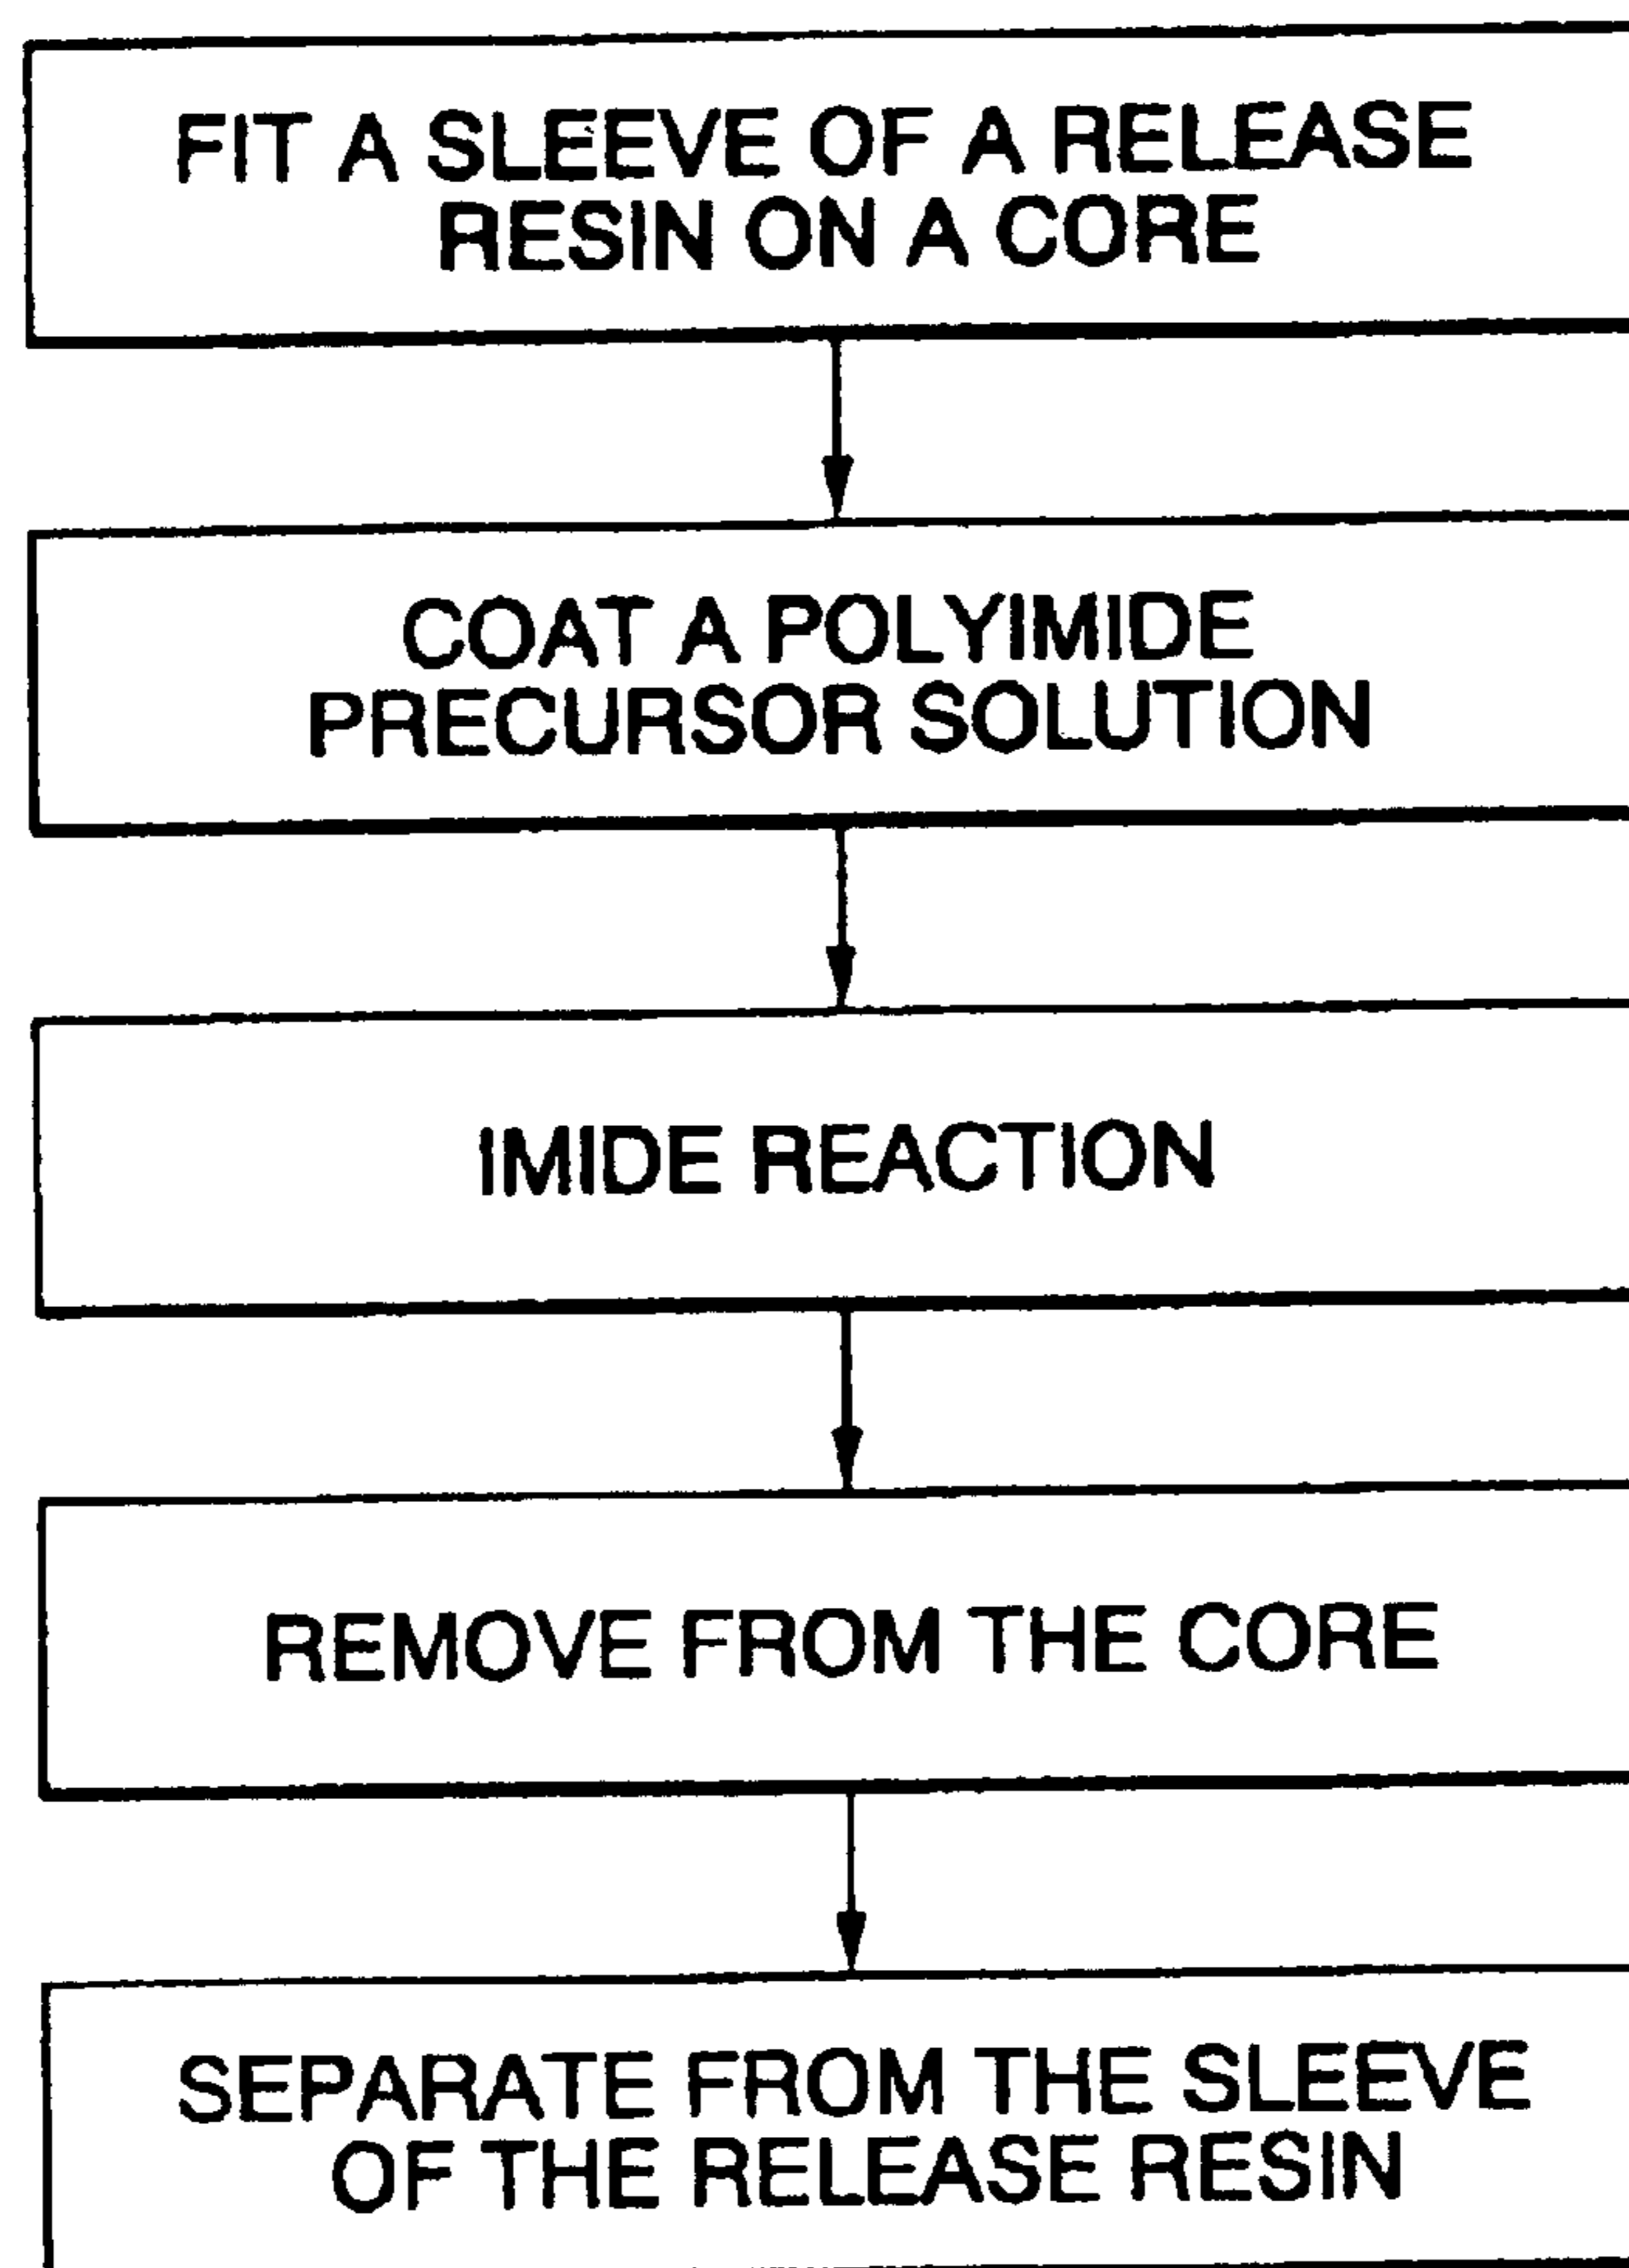 FIT A SLEEVE OF A RELEASE
RESIN ON A CORE
COAT A POLYIMIDE
PRECURSOR SOLUTION
IMIDE REACTION
REMOVE FROM THE CORE
SEPARATE FROM THE SLEEVE
OF THE RELEASE RESIN